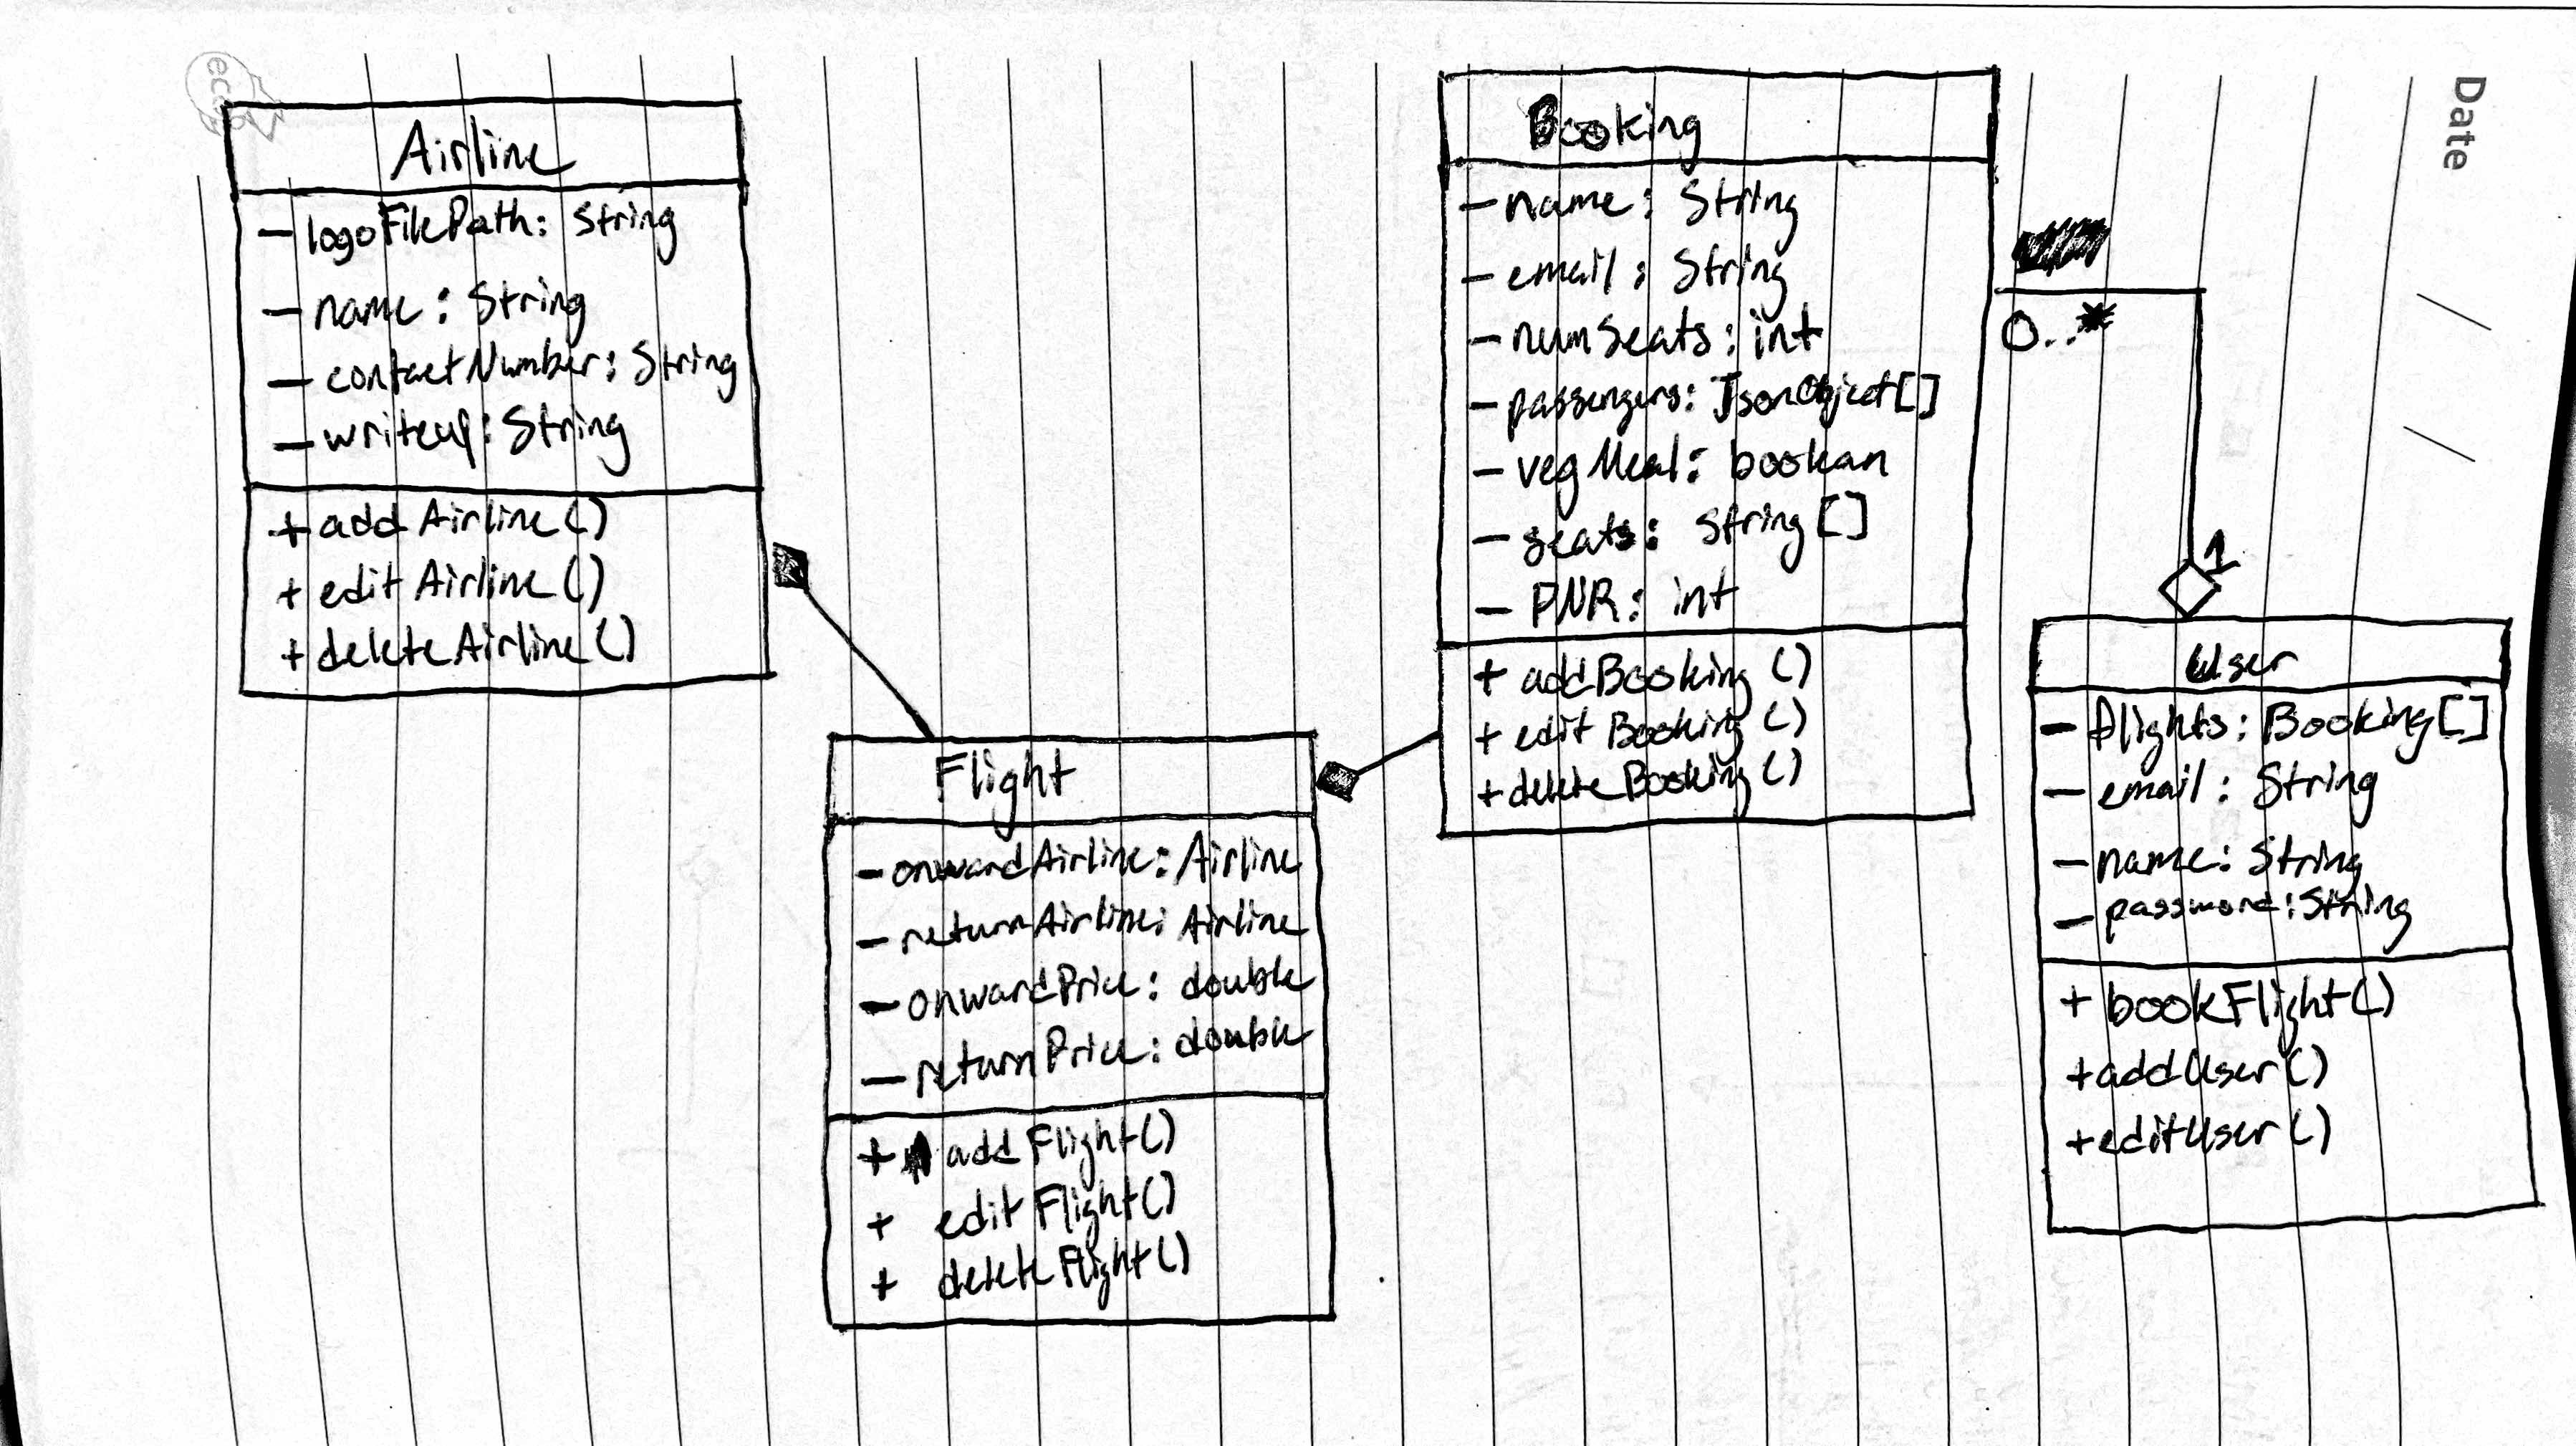 Airline
- logoFilePath: String
- name: String
- contactNumber: String
- writeup: String
+ addAirline()
+ editAirline()
+ deleteAirline()
Flight
- onwardAirline: Airline
- returnAirline: Airline
- onwardPrice: double
- returnPrice: double
+ addFlight()
+ editFlight()
+ deleteFlight()
Booking
- name: String
- email: String
- numSeats: int
- passengers: JsonObject[]
- vegMeal: boolean
- seats: String[]
- PNR: int
+ addBooking()
+ editBooking()
+ deleteBooking()
0..*
1
User
- flights: Booking[]
- email: String
- name: String
- password: String
+ bookFlight()
+ addUser()
+ editUser()
Date
/
/